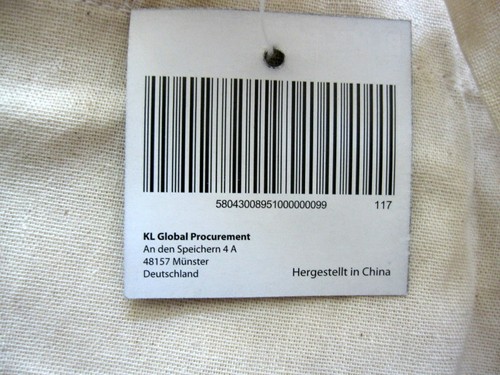 58043008951000000099 117
KL Global Procurement
An den Speichern 4 A
48157 Münster
Deutschland
Hergestellt in China